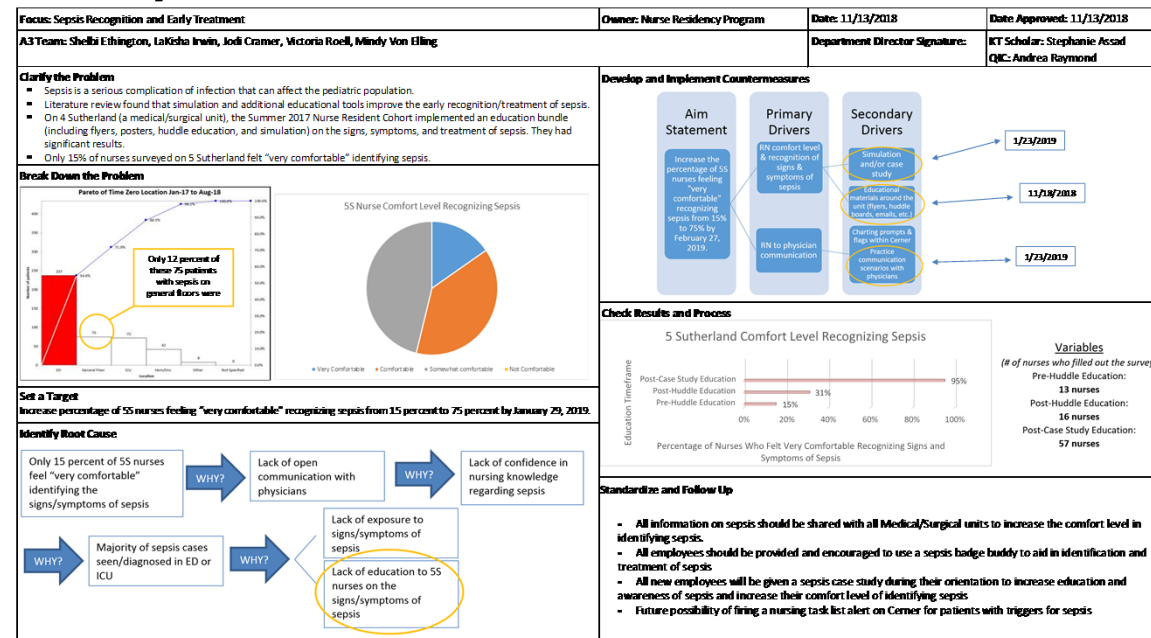 Focus: Sepsis Recognition and Early Treatment
Owner: Nurse Residency Program
Date: 11/13/2018
Date Approved: 11/13/2018
A3 Team: Shelbi Ethington, LaKisha Irwin, Jodi Cramer, Victoria Roell, Mindy Von Elling
Department Director Signature:
KT Scholar: Stephanie Assad
QIC: Andrea Raymond
Clarify the Problem
▪ Sepsis is a serious complication of infection that can affect the pediatric population.
▪ Literature review found that simulation and additional educational tools improve the early recognition/treatment of sepsis.
▪ On 4 Sutherland (a medical/surgical unit), the Summer 2017 Nurse Resident Cohort implemented an education bundle
(including flyers, posters, huddle education, and simulation) on the signs, symptoms, and treatment of sepsis. They had
significant results.
▪ Only 15% of nurses surveyed on 5 Sutherland felt "very comfortable" identifying sepsis.
Break Down the Problem
Pareto of Time Zero Location Jan-17 to Aug-18
Number of patients
237
75
72
100.0%
Only 12 percent of
these 75 patients
with sepsis on
general floors were
ED
General Floor
ICU
Other
Not Specified
Location
5S Nurse Comfort Level Recognizing Sepsis
Very Comfortable
Comfortable
Somewhat comfortable
Not Comfortable
Set a Target
Increase percentage of 5S nurses feeling "very comfortable" recognizing sepsis from 15 percent to 75 percent by January 29, 2019.
Identify Root Cause
Only 15 percent of 5S nurses
feel "very comfortable"
identifying the
signs/symptoms of sepsis
WHY?
Lack of open
communication with
physicians
WHY?
Lack of confidence in
nursing knowledge
regarding sepsis
WHY?
Majority of sepsis cases
seen/diagnosed in ED or
ICU
WHY?
Lack of exposure to
signs/symptoms of
sepsis
Lack of education to 5S
nurses on the
signs/symptoms of
sepsis
Develop and Implement Countermeasures
Aim
Statement
Increase the
percentage of 5S
nurses feeling
"very
comfortable"
recognizing
sepsis from 15%
to 75% by
February 27,
2019.
Primary
Drivers
RN comfort level
& recognition of
signs &
symptoms of
sepsis
RN to physician
communication
Secondary
Drivers
Simulation
and/or case
study
Educational
materials around the
unit (flyers, huddle
boards, emails, etc.)
Charting prompts &
flags within Cerner
Practice
communication
scenarios with
physicians
1/23/2019
11/18/2018
1/23/2019
Check Results and Process
5 Sutherland Comfort Level Recognizing Sepsis
Education Timeframe
Post-Case Study Education
95%
Post-Huddle Education
31%
Pre-Huddle Education
15%
0% 20% 40% 60% 80% 100%
Percentage of Nurses Who Felt Very Comfortable Recognizing Signs and
Symptoms of Sepsis
Variables
(# of nurses who filled out the survey
Pre-Huddle Education:
13 nurses
Post-Huddle Education:
16 nurses
Post-Case Study Education:
57 nurses
Standardize and Follow Up
- All information on sepsis should be shared with all Medical/Surgical units to increase the comfort level in
identifying sepsis.
- All employees should be provided and encouraged to use a sepsis badge buddy to aid in identification and
treatment of sepsis
- All new employees will be given a sepsis case study during their orientation to increase education and
awareness of sepsis and increase their comfort level of identifying sepsis
- Future possibility of firing a nursing task list alert on Cerner for patients with triggers for sepsis